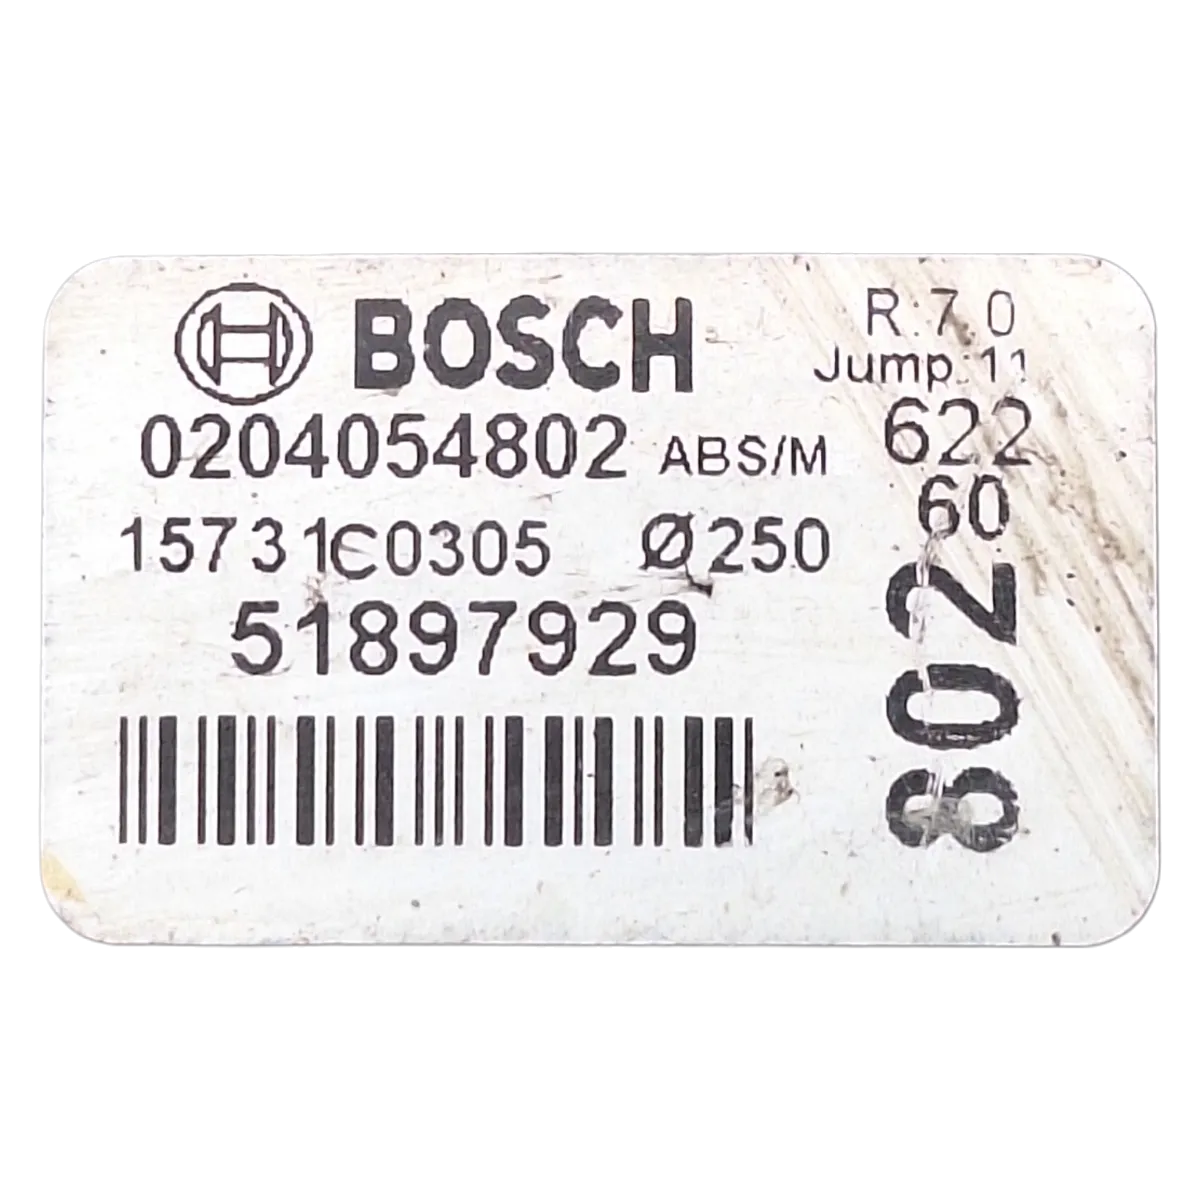 BOSCH
R:7.0
Jump:11
0204054802 ABS/M
622
15731C0305 Ø250
60
51897929
802